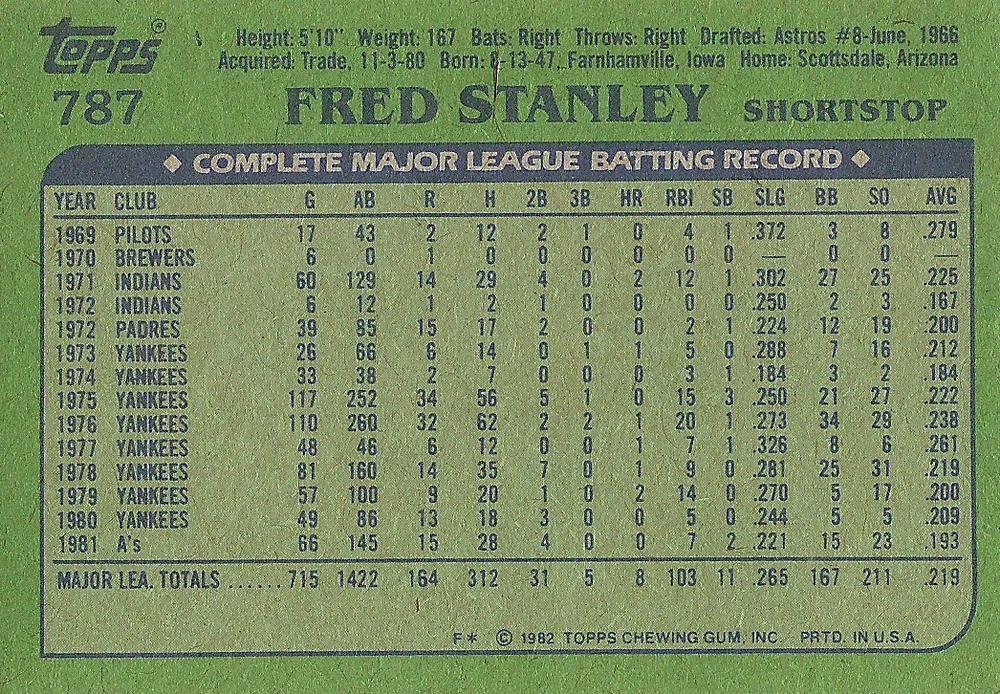 topps®
Height: 5'10" Weight: 167 Bats: Right Throws: Right Drafted: Astros #8-June, 1966
Acquired: Trade, 11-3-80 Born: 8-13-47, Farnhamville, Iowa Home: Scottsdale, Arizona
787 FRED STANLEY SHORTSTOP
◆ COMPLETE MAJOR LEAGUE BATTING RECORD ◆
YEAR CLUB G AB R H 2B 3B HR RBI SB SLG BB SO AVG
1969 PILOTS 17 43 2 12 2 1 0 4 1 .372 3 8 .279
1970 BREWERS 6 0 1 0 0 0 0 0 0 — 0 0 —
1971 INDIANS 60 129 14 29 4 0 2 12 1 .302 27 25 .225
1972 INDIANS 6 12 1 2 1 0 0 0 0 .250 2 3 .167
1972 PADRES 39 85 15 17 2 0 0 2 1 .224 12 19 .200
1973 YANKEES 26 66 6 14 0 1 1 5 0 .288 7 16 .212
1974 YANKEES 33 38 2 7 0 0 0 3 1 .184 3 2 .184
1975 YANKEES 117 252 34 56 5 1 0 15 3 .250 21 27 .222
1976 YANKEES 110 260 32 62 2 2 1 20 1 .273 34 29 .238
1977 YANKEES 48 46 6 12 0 0 1 7 1 .326 8 6 .261
1978 YANKEES 81 160 14 35 7 0 1 9 0 .281 25 31 .219
1979 YANKEES 57 100 9 20 1 0 2 14 0 .270 5 17 .200
1980 YANKEES 49 86 13 18 3 0 0 5 0 .244 5 5 .209
1981 A's 66 145 15 28 4 0 0 7 2 .221 15 23 .193
MAJOR LEA. TOTALS ......715 1422 164 312 31 5 8 103 11 .265 167 211 .219
F* © 1982 TOPPS CHEWING GUM, INC. PRTD. IN U.S.A.